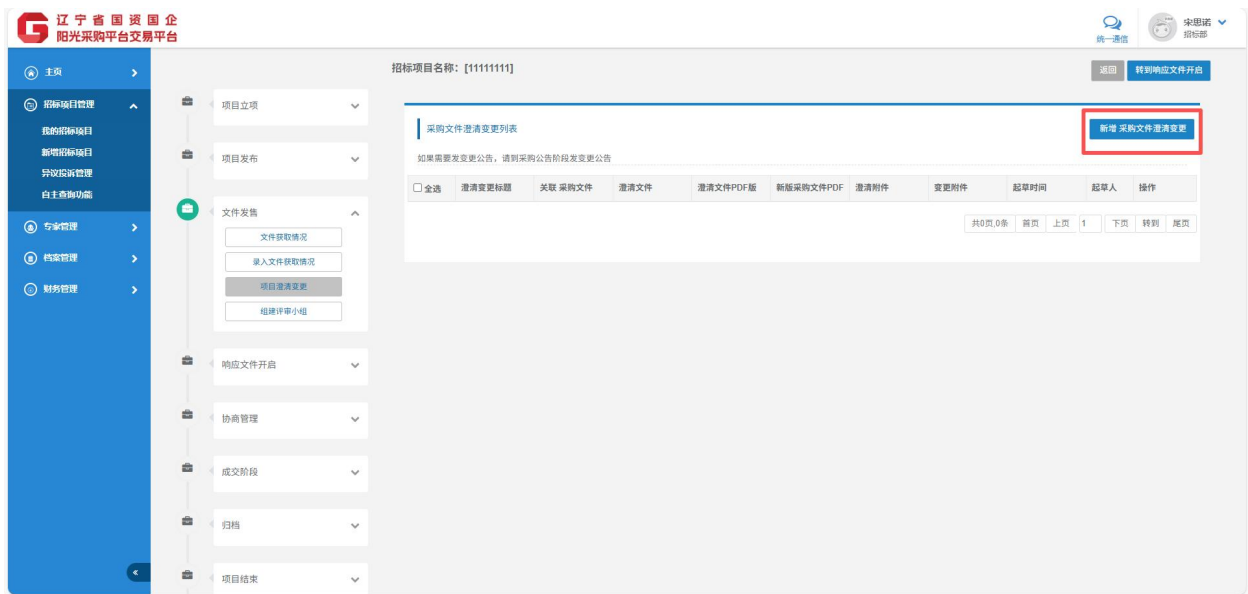 辽宁省国资国企
阳光采购平台交易平台
统一通信
宋思诺
招标部
主页
招标项目管理
我的招标项目
新增招标项目
异议投诉管理
自主查询功能
专家管理
档案管理
财务管理
项目立项
项目发布
文件发售
文件获取情况
录入文件获取情况
项目澄清变更
组建评审小组
响应文件开启
协商管理
成交阶段
归档
项目结束
招标项目名称：[11111111]
返回 转到响应文件开启
采购文件澄清变更列表
新增 采购文件澄清变更
如果需要发变更公告，请到采购公告阶段发变更公告
全选 澄清变更标题 关联 采购文件 澄清文件 澄清文件PDF版 新版采购文件PDF 澄清附件 变更附件 起草时间 起草人 操作
共0页,0条 首页 上页 1 下页 转到 尾页